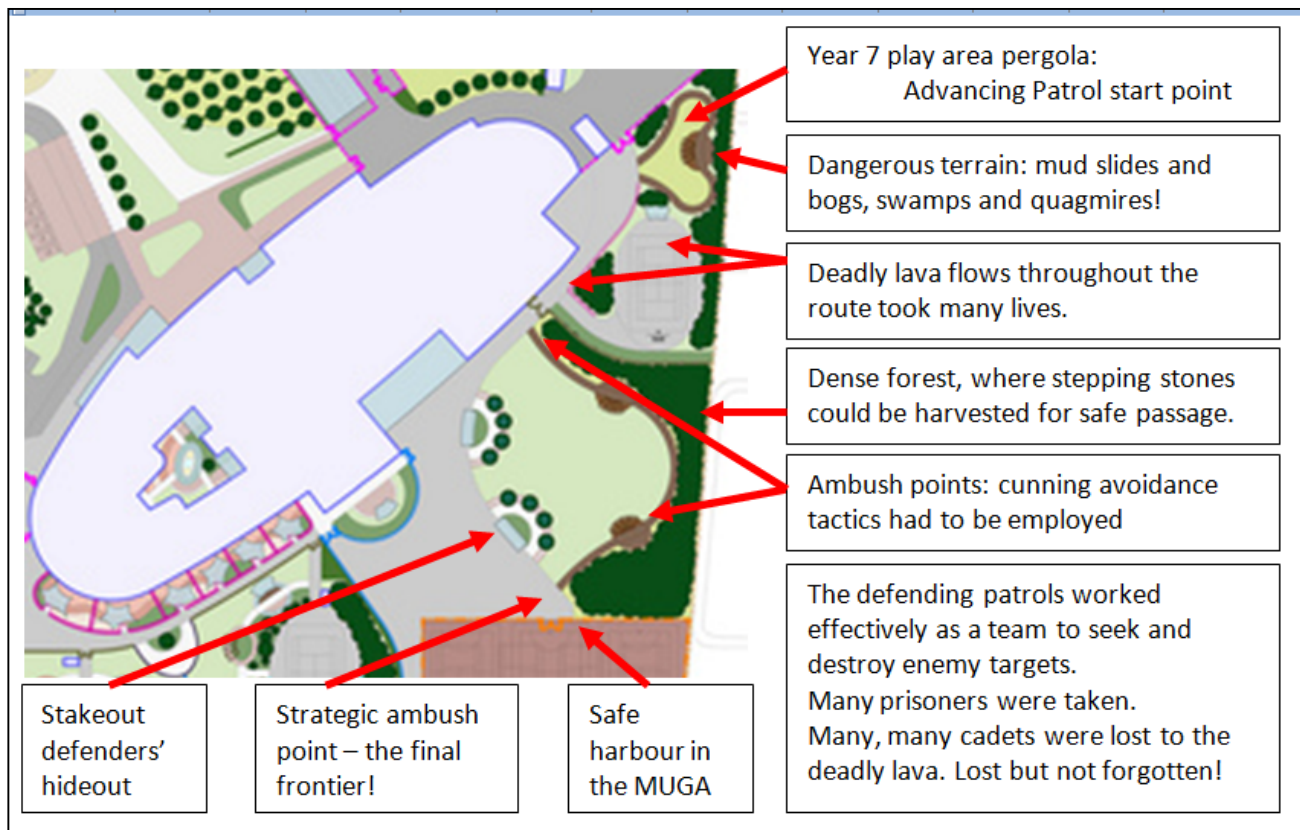 Year 7 play area pergola:
Advancing Patrol start point
Dangerous terrain: mud slides and
bogs, swamps and quagmires!
Deadly lava flows throughout the
route took many lives.
Dense forest, where stepping stones
could be harvested for safe passage.
Ambush points: cunning avoidance
tactics had to be employed
The defending patrols worked
effectively as a team to seek and
destroy enemy targets.
Many prisoners were taken.
Many, many cadets were lost to the
deadly lava. Lost but not forgotten!
Stakeout
defenders’
hideout
Strategic ambush
point – the final
frontier!
Safe
harbour in
the MUGA